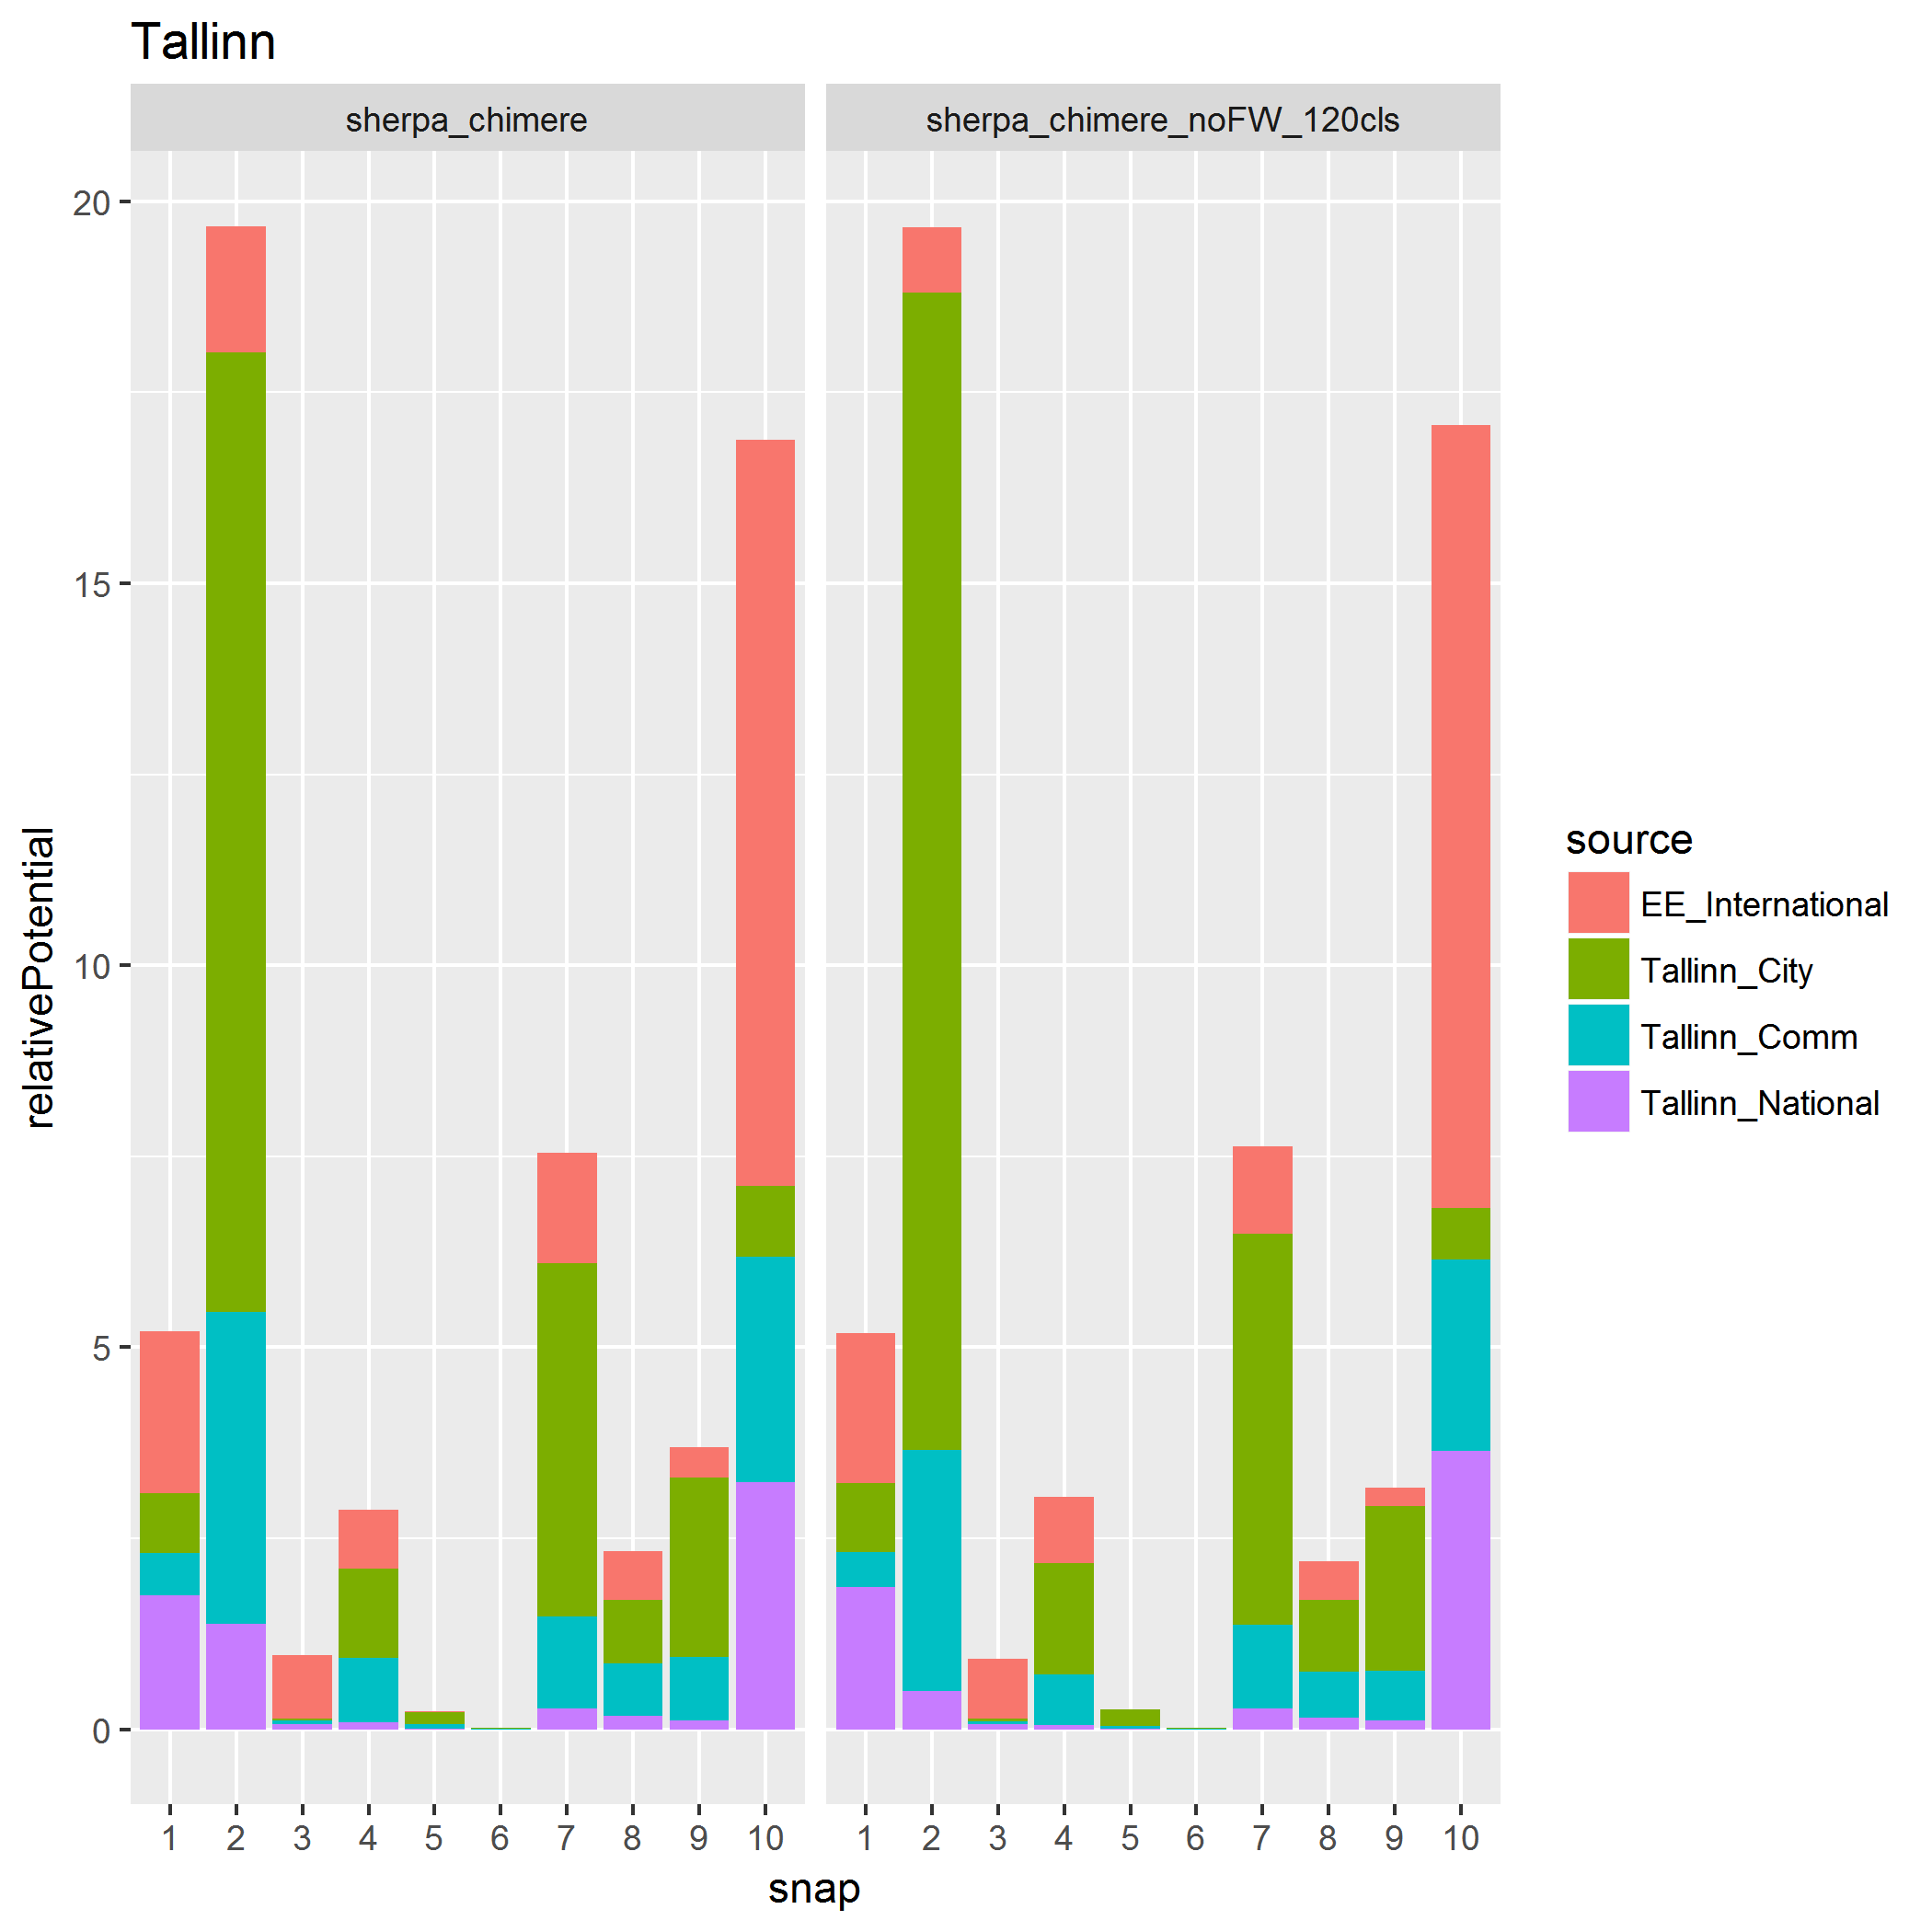 Tallinn
sherpa_chimere
sherpa_chimere_noFW_120cls
relativePotential
20
15
10
5
0
1 2 3 4 5 6 7 8 9 10
1 2 3 4 5 6 7 8 9 10
snap
source
EE_International
Tallinn_City
Tallinn_Comm
Tallinn_National